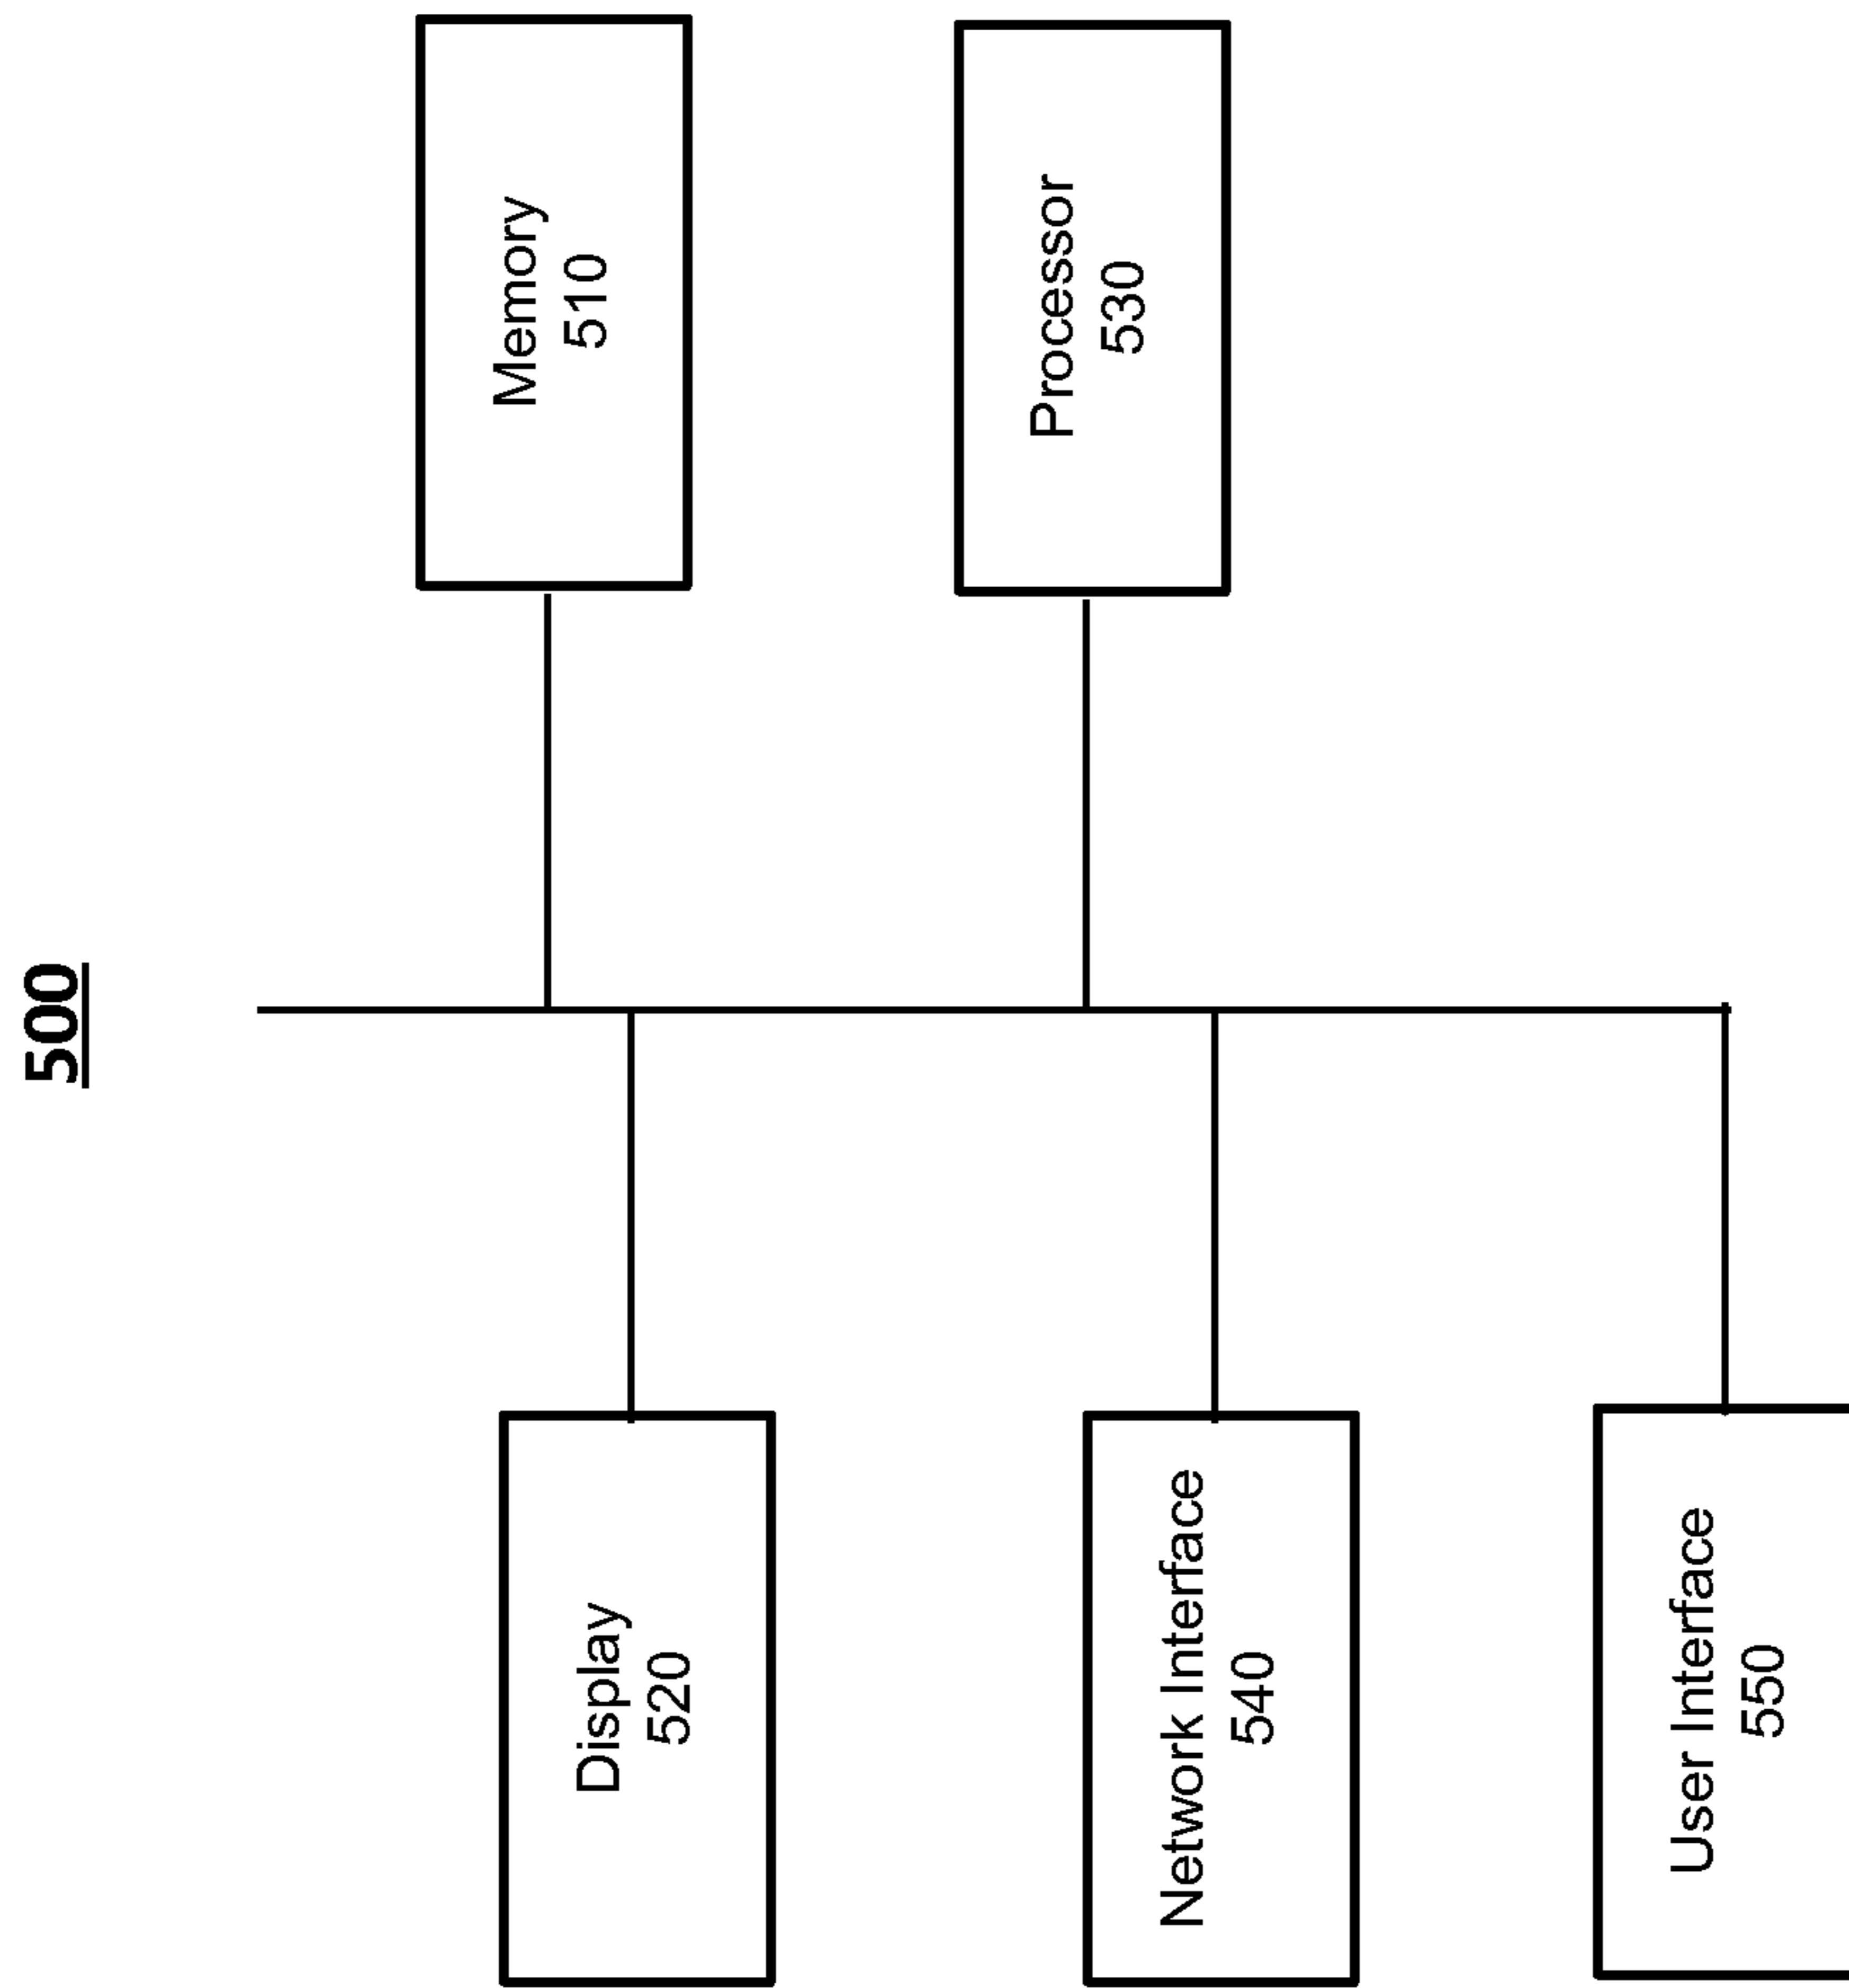 500
Display
520
Memory
510
Processor
530
Network Interface
540
User Interface
550